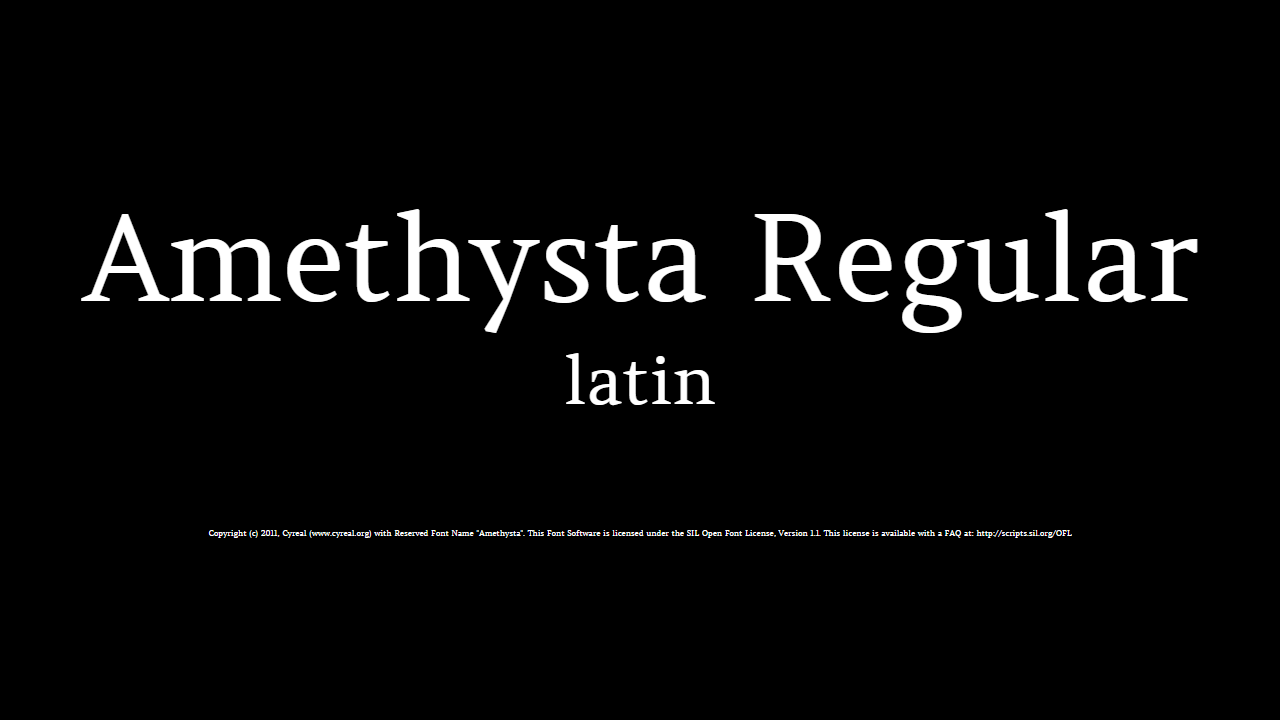 Amethysta Regular
latin
Copyright (c) 2011, Cyreal (www.cyreal.org) with Reserved Font Name "Amethysta". This Font Software is licensed under the SIL Open Font License, Version 1.1. This license is available with a FAQ at: http://scripts.sil.org/OFL